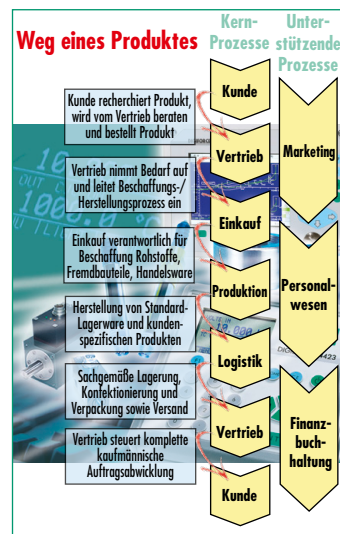 Weg eines Produktes
Kern-
Prozesse
Unter-
stützende
Prozesse
Kunde
Kunde recherchiert Produkt,
wird vom Vertrieb beraten
und bestellt Produkt
Vertrieb
Marketing
Vertrieb nimmt Bedarf auf
und leitet Beschaffungs-/
Herstellungsprozess ein
Einkauf
Einkauf verantwortlich für
Beschaffung Rohstoffe,
Fremdbauteile, Handelsware
Produktion
Personal-
wesen
Herstellung von Standard-
Lagerware und kunden-
spezifischen Produkten
Logistik
Sachgemäße Lagerung,
Konfektionierung und
Verpackung sowie Versand
Vertrieb
Finanz-
buch-
haltung
Vertrieb steuert komplette
kaufmännische
Auftragsabwicklung
Kunde